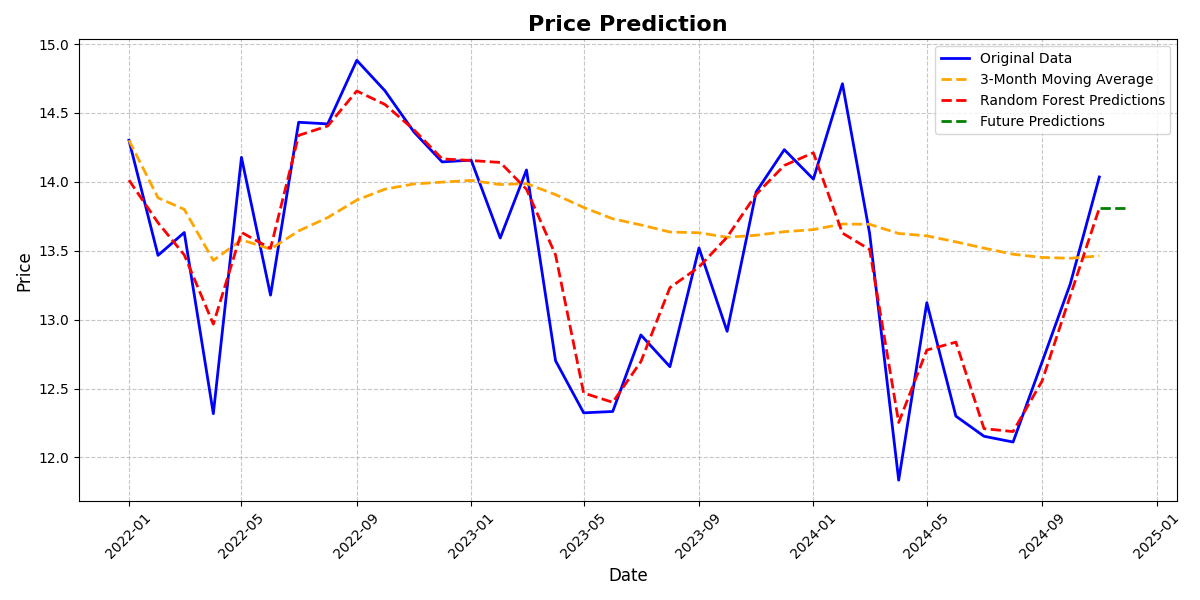 Price Prediction
Original Data
3-Month Moving Average
Random Forest Predictions
Future Predictions
Price
15.0
14.5
14.0
13.5
13.0
12.5
12.0
2022-01
2022-05
2022-09
2023-01
2023-05
2023-09
2024-01
2024-05
2024-09
2025-01
Date